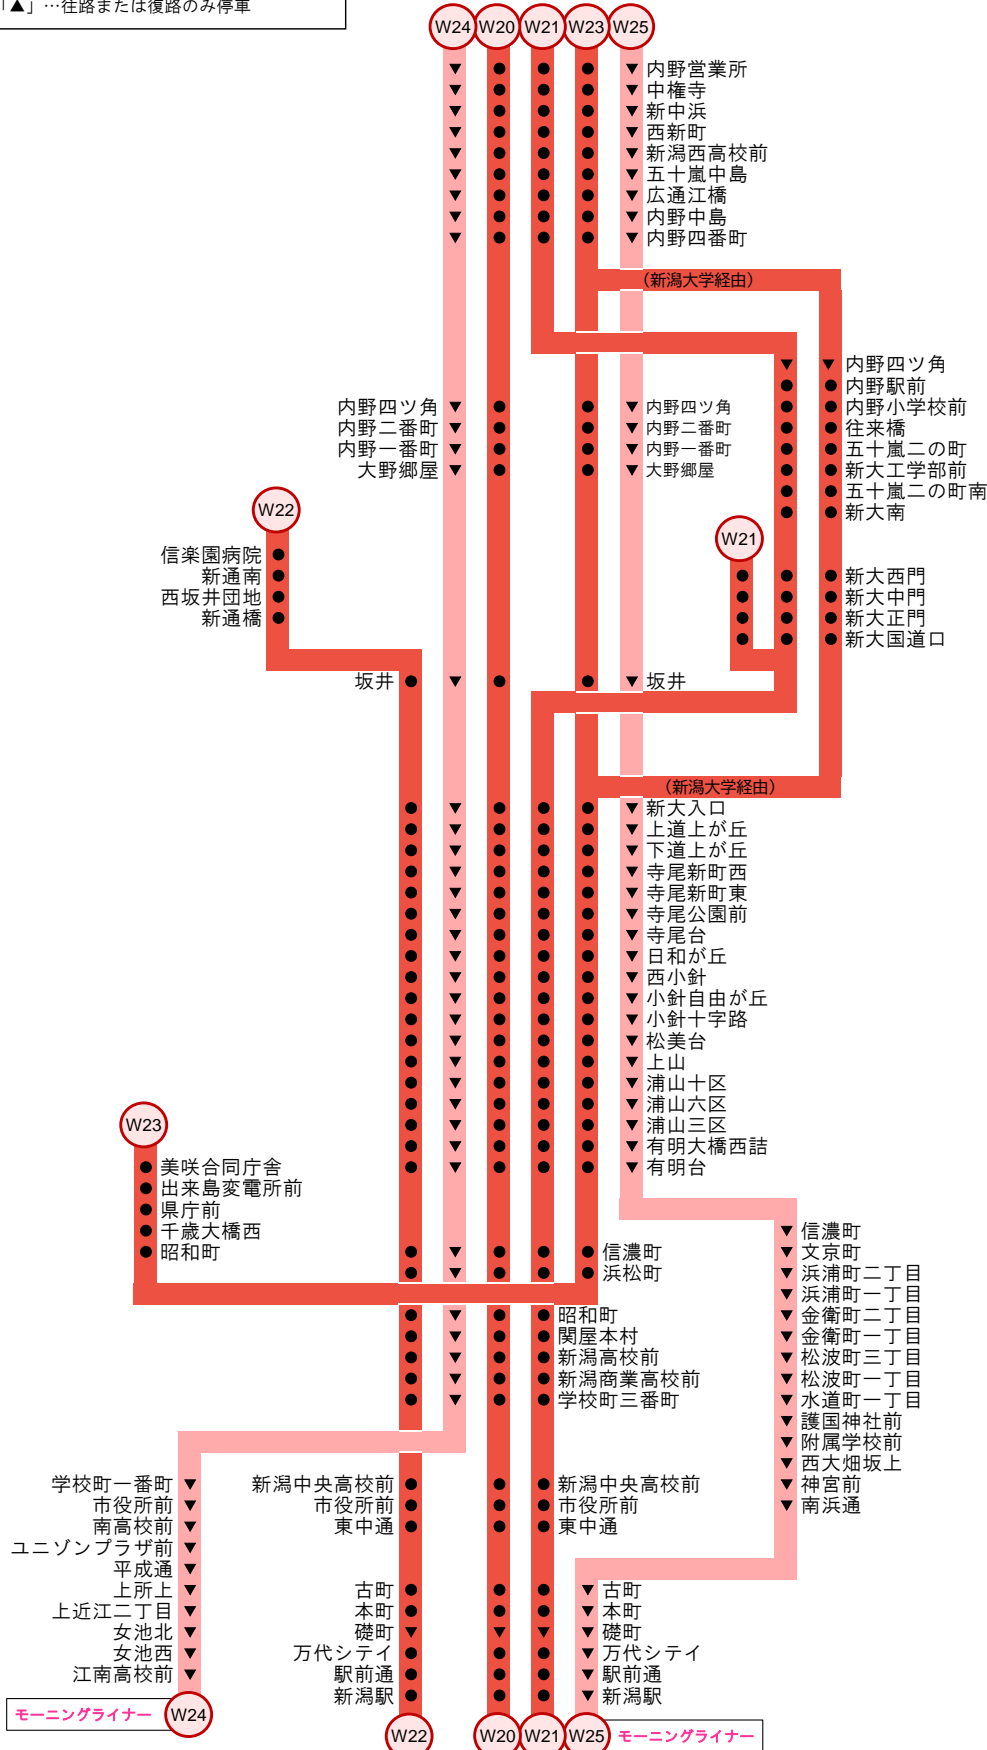 「▲」…往路または復路のみ停車
W24 W20 W21 W23 W25
内野営業所
中権寺
新中浜
西新町
新潟西高校前
五十嵐中島
広通江橋
内野中島
内野四番町
（新潟大学経由）
内野四ツ角
内野駅前
内野四ツ角 内野四ツ角 内野小学校前
内野二番町 内野二番町 往来橋
内野一番町 内野一番町 五十嵐二の町
大野郷屋 大野郷屋 新大工学部前
五十嵐二の町南
W22 新大南
W21
信楽園病院
新通南 新大西門
西坂井団地 新大中門
新通橋 新大正門
新大国道口
坂井 坂井
（新潟大学経由）
新大入口
上道上が丘
下道上が丘
寺尾新町西
寺尾新町東
寺尾公園前
寺尾台
日和が丘
西小針
小針自由が丘
小針十字路
松美台
上山
浦山十区
浦山六区
W23 浦山三区
有明大橋西詰
美咲合同庁舎 有明台
出来島変電所前
県庁前
千歳大橋西 信濃町
昭和町 信濃町 文京町
浜松町 浜浦町二丁目
浜浦町一丁目
昭和町 金衛町二丁目
関屋本村 金衛町一丁目
新潟高校前 松波町三丁目
新潟商業高校前 松波町一丁目
学校町三番町 水道町一丁目
護国神社前
附属学校前
西大畑坂上
学校町一番町 新潟中央高校前 新潟中央高校前 神宮前
市役所前 市役所前 市役所前 南浜通
南高校前 東中通 東中通
ユニゾンプラザ前
平成通
上所上 古町 古町
上近江二丁目 本町 本町
女池北 礎町 礎町
女池西 万代シテイ 万代シテイ
江南高校前 駅前通 駅前通
新潟駅 新潟駅
モーニングライナー W24
W22 W20 W21 W25 モーニングライナー